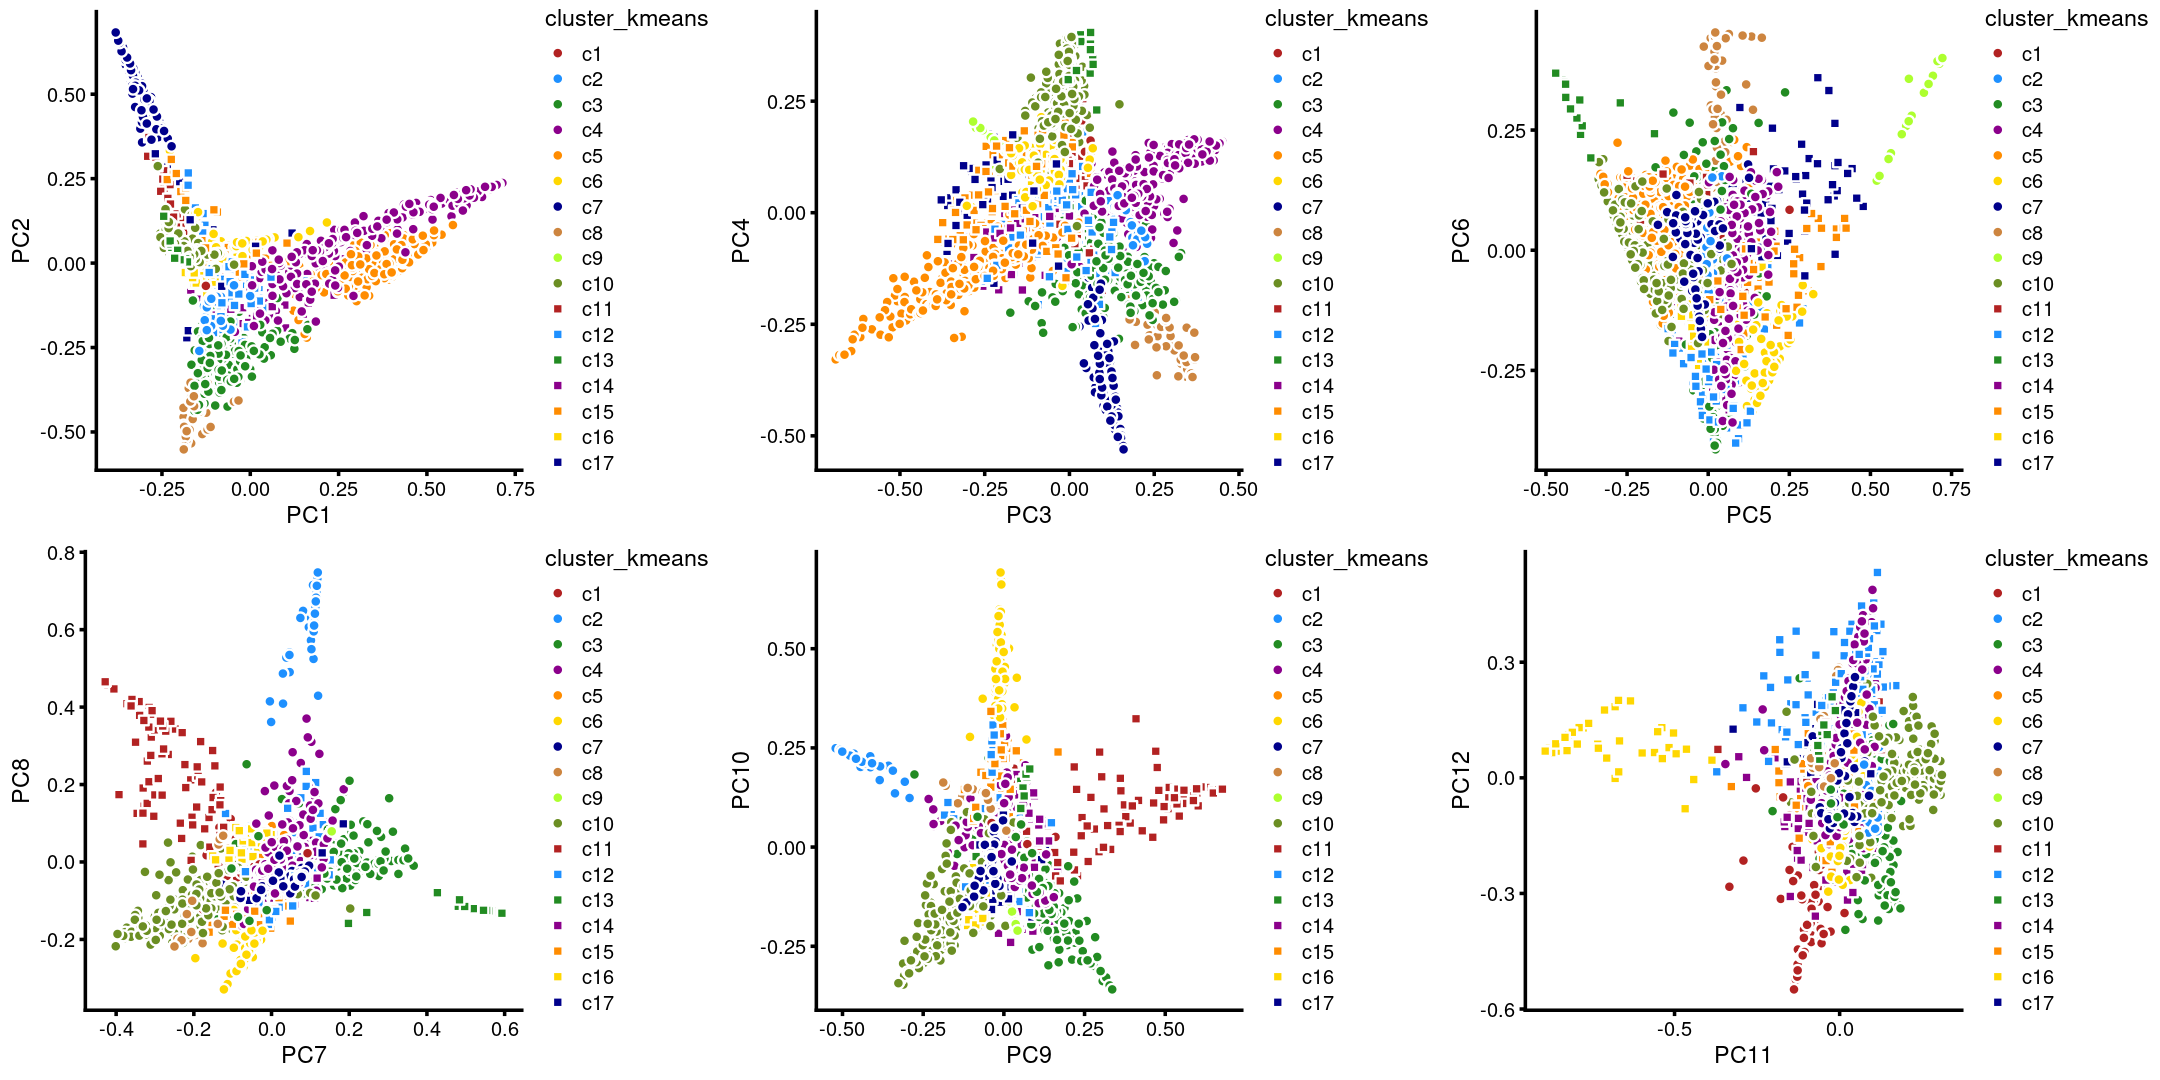 cluster_kmeans
c1
c2
c3
c4
c5
c6
c7
c8
c9
c10
c11
c12
c13
c14
c15
c16
c17
0.50
0.25
0.00
-0.25
-0.50
PC2
-0.25 0.00 0.25 0.50 0.75
PC1
cluster_kmeans
c1
c2
c3
c4
c5
c6
c7
c8
c9
c10
c11
c12
c13
c14
c15
c16
c17
0.25
0.00
-0.25
-0.50
PC4
-0.50 -0.25 0.00 0.25 0.50
PC3
cluster_kmeans
c1
c2
c3
c4
c5
c6
c7
c8
c9
c10
c11
c12
c13
c14
c15
c16
c17
0.25
0.00
-0.25
PC6
-0.50 -0.25 0.00 0.25 0.50 0.75
PC5
cluster_kmeans
c1
c2
c3
c4
c5
c6
c7
c8
c9
c10
c11
c12
c13
c14
c15
c16
c17
0.8
0.6
0.4
0.2
0.0
-0.2
PC8
-0.4 -0.2 0.0 0.2 0.4 0.6
PC7
cluster_kmeans
c1
c2
c3
c4
c5
c6
c7
c8
c9
c10
c11
c12
c13
c14
c15
c16
c17
0.50
0.25
0.00
-0.25
PC10
-0.50 -0.25 0.00 0.25 0.50
PC9
cluster_kmeans
c1
c2
c3
c4
c5
c6
c7
c8
c9
c10
c11
c12
c13
c14
c15
c16
c17
0.3
0.0
-0.3
-0.6
PC12
-0.5 0.0
PC11